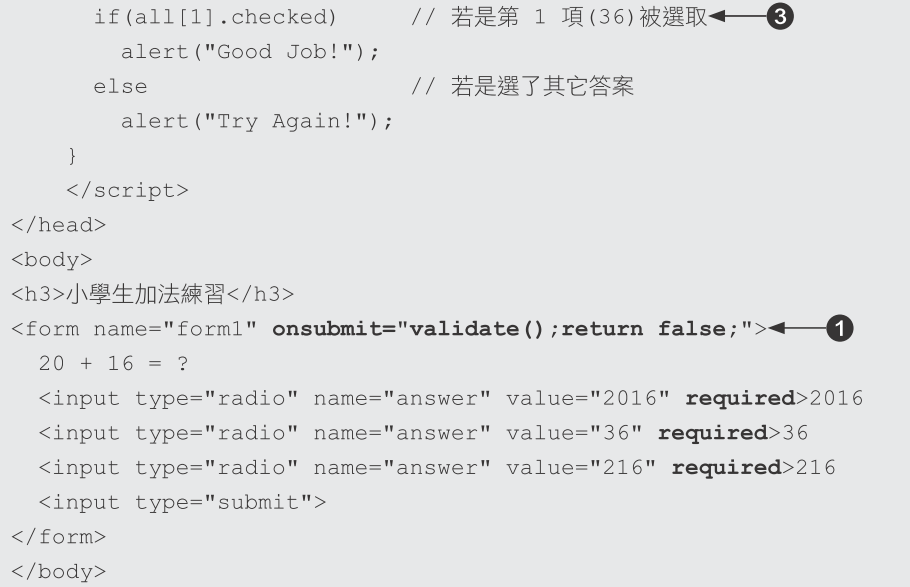 if(all[1].checked)     // 若是第 1 項(36)被選取 ❸
        alert("Good Job!");
      else                   // 若是選了其它答案
        alert("Try Again!");
    }
    </script>
</head>
<body>
<h3>小學生加法練習</h3>
<form name="form1" onsubmit="validate();return false;"> ❶
  20 + 16 = ?
  <input type="radio" name="answer" value="2016" required>2016
  <input type="radio" name="answer" value="36" required>36
  <input type="radio" name="answer" value="216" required>216
  <input type="submit">
</form>
</body>